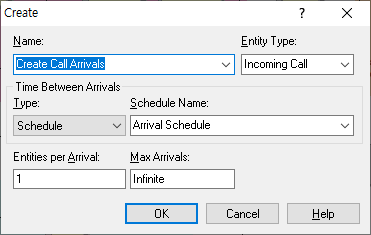 Create
Name: Entity Type:
Create Call Arrivals Incoming Call
Time Between Arrivals
Type: Schedule Name:
Schedule Arrival Schedule
Entities per Arrival: Max Arrivals:
1 Infinite
OK Cancel Help